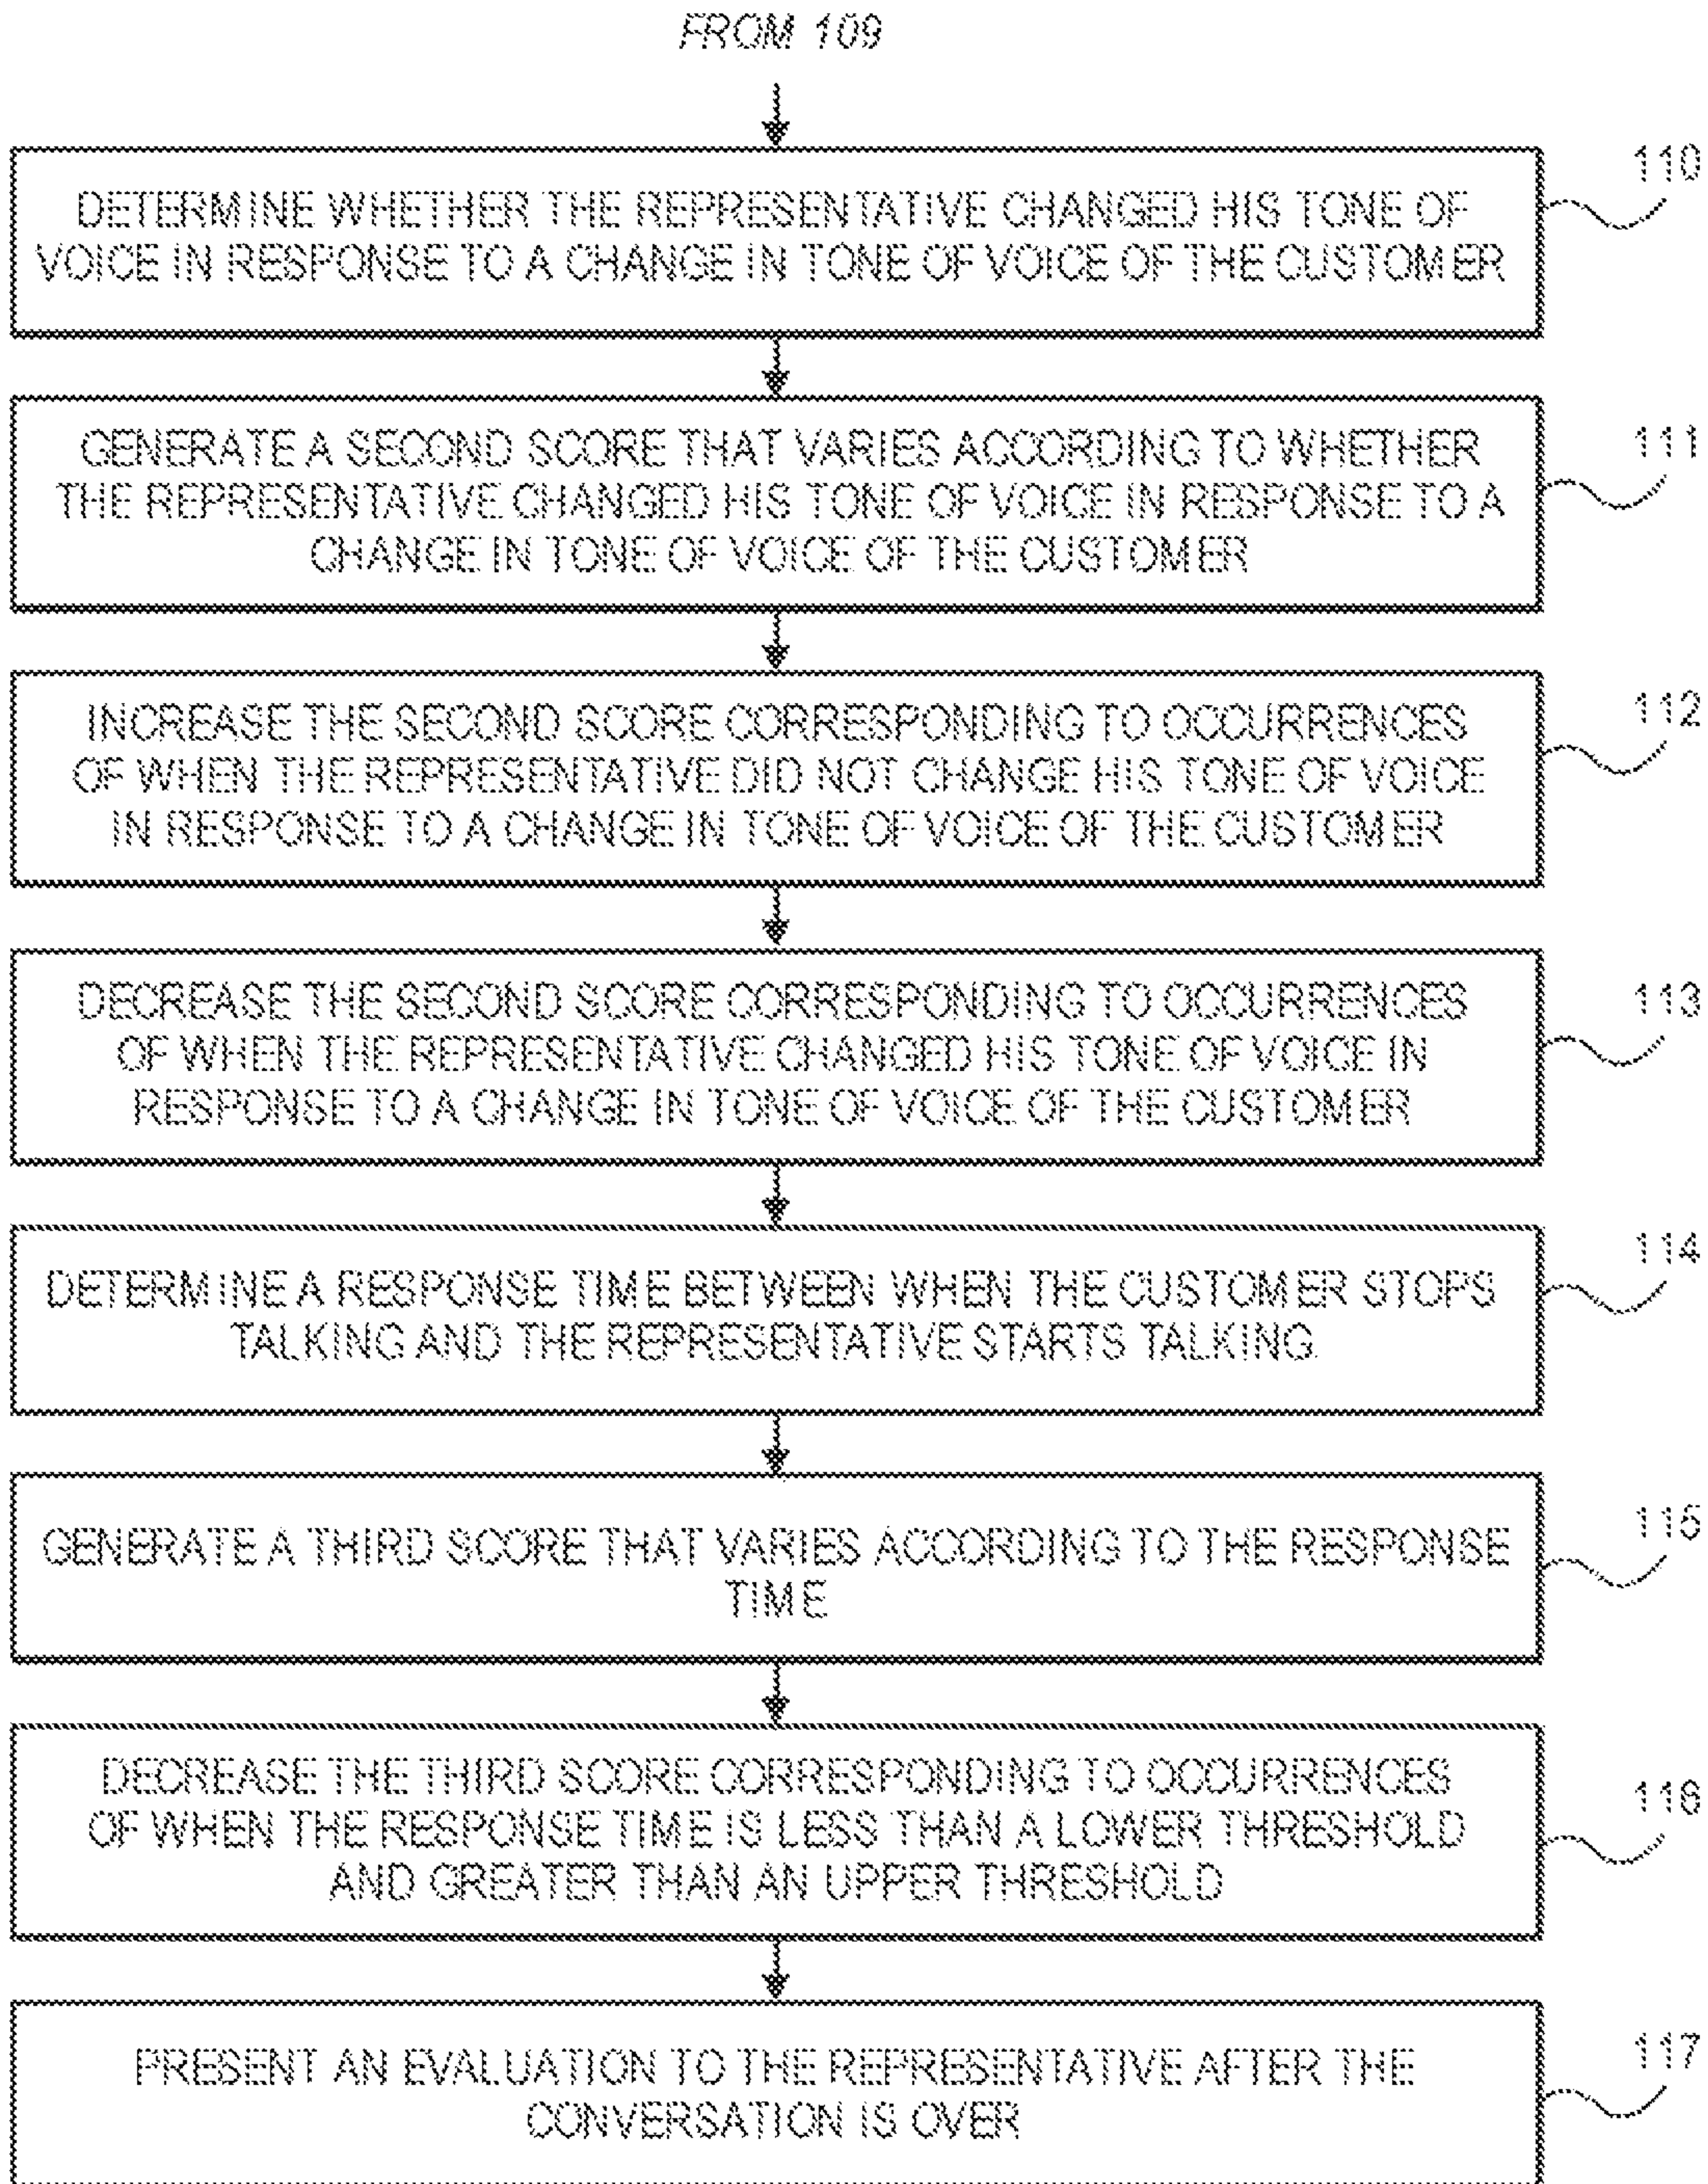 FROM 109
110
DETERMINE WHETHER THE REPRESENTATIVE CHANGED HIS TONE OF
VOICE IN RESPONSE TO A CHANGE IN TONE OF VOICE OF THE CUSTOMER
111
GENERATE A SECOND SCORE THAT VARIES ACCORDING TO WHETHER
THE REPRESENTATIVE CHANGED HIS TONE OF VOICE IN RESPONSE TO A
CHANGE IN TONE OF VOICE OF THE CUSTOMER
112
INCREASE THE SECOND SCORE CORRESPONDING TO OCCURRENCES
OF WHEN THE REPRESENTATIVE DID NOT CHANGE HIS TONE OF VOICE
IN RESPONSE TO A CHANGE IN TONE OF VOICE OF THE CUSTOMER
113
DECREASE THE SECOND SCORE CORRESPONDING TO OCCURRENCES
OF WHEN THE REPRESENTATIVE CHANGED HIS TONE OF VOICE IN
RESPONSE TO A CHANGE IN TONE OF VOICE OF THE CUSTOMER
114
DETERMINE A RESPONSE TIME BETWEEN WHEN THE CUSTOMER STOPS
TALKING AND THE REPRESENTATIVE STARTS TALKING.
115
GENERATE A THIRD SCORE THAT VARIES ACCORDING TO THE RESPONSE
TIME
116
DECREASE THE THIRD SCORE CORRESPONDING TO OCCURRENCES
OF WHEN THE RESPONSE TIME IS LESS THAN A LOWER THRESHOLD
AND GREATER THAN AN UPPER THRESHOLD
117
PRESENT AN EVALUATION TO THE REPRESENTATIVE AFTER THE
CONVERSATION IS OVER